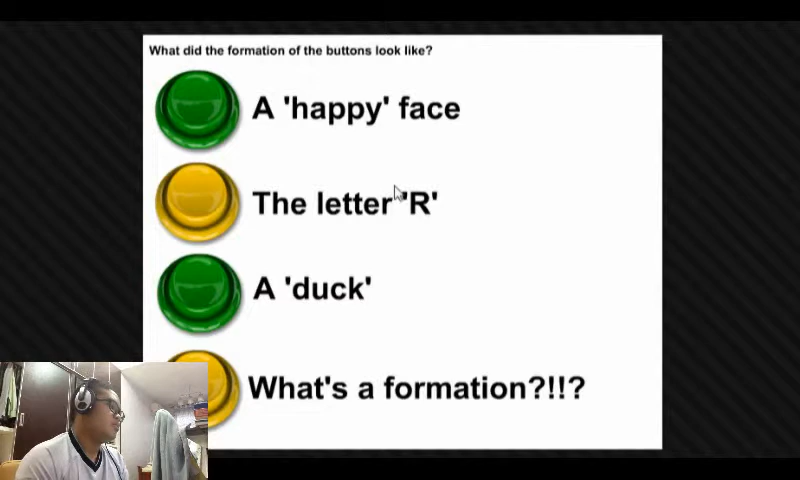 What did the formation of the buttons look like?
A 'happy' face
The letter 'R'
A 'duck'
What's a formation?!!?